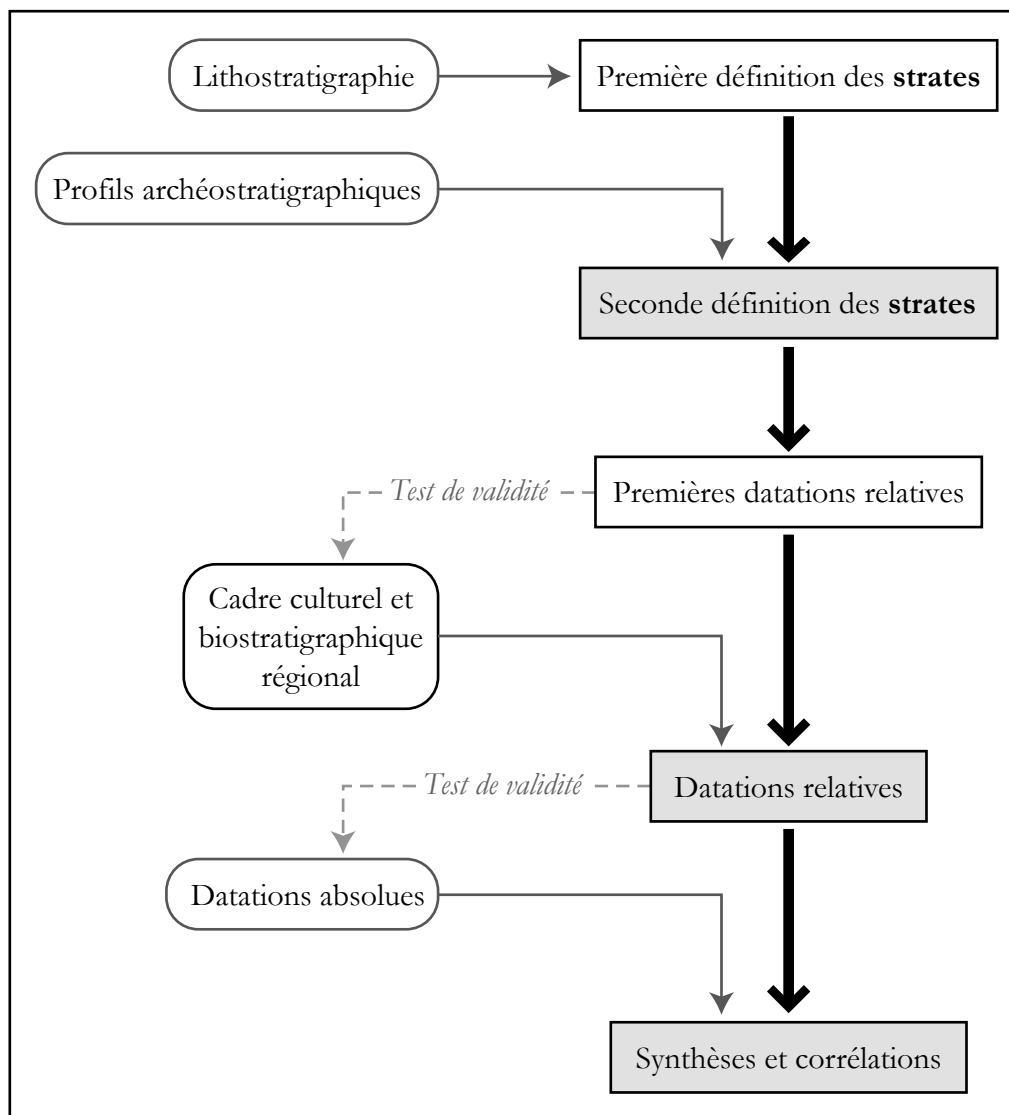 Lithostratigraphie
Première définition des strates
Profils archéostratigraphiques
Seconde définition des strates
Test de validité
Premières datations relatives
Cadre culturel et
biostratigraphique
régional
Test de validité
Datations relatives
Datations absolues
Synthèses et corrélations